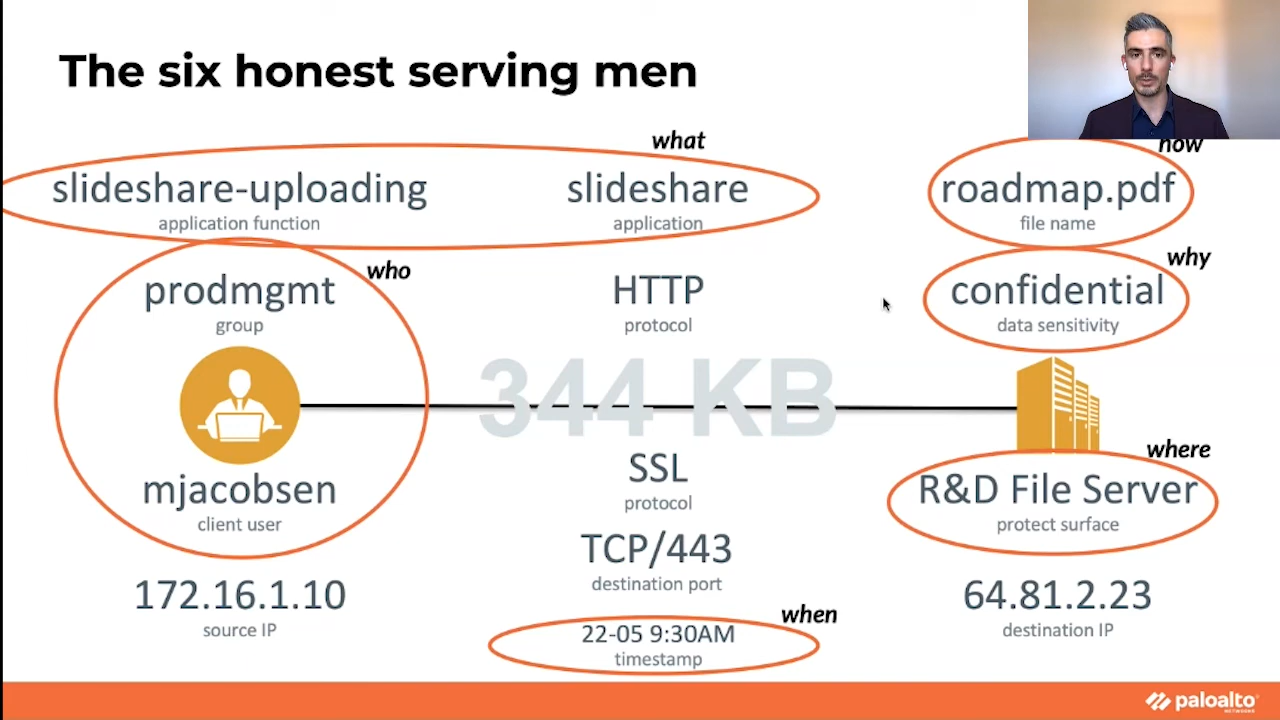 The six honest serving men
what
how
slideshare-uploading
application function
slideshare
application
roadmap.pdf
file name
who
why
prodmgmt
group
HTTP
protocol
confidential
data sensitivity
344 KB
mjacobsen
client user
SSL
protocol
where
R&D File Server
protect surface
TCP/443
destination port
172.16.1.10
source IP
when
22-05 9:30AM
timestamp
64.81.2.23
destination IP
paloalto
NETWORKS